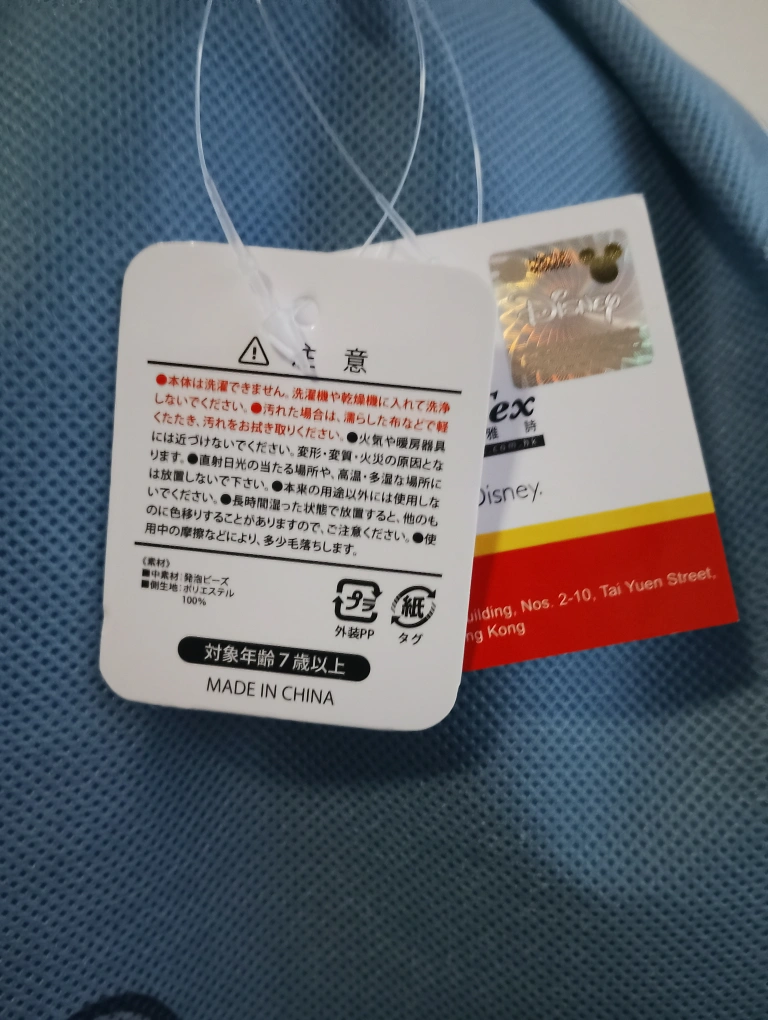 注意
●本体は洗濯できません。洗濯機や乾燥機に入れて洗浄
しないでください。●汚れた場合は、濡らした布などで軽
くたたき、汚れをお拭き取りください。●火気や暖房器具
には近づけないでください。変形・変質・火災の原因とな
ります。●直射日光の当たる場所や、高温・多湿な場所に
は放置しないで下さい。●本来の用途以外には使用しな
いでください。●長時間湿った状態で放置すると、他のも
のに色移りすることがありますので、ご注意ください。●使
用中の摩擦などにより、多少毛落ちします。
《素材》
■中素材：発泡ビーズ
■側生地：ポリエステル
100%
プラ
外装PP
紙
タグ
対象年齢７歳以上
MADE IN CHINA
Disney
ex
雅 詩
.com.hk
Disney.
Nos. 2-10, Tai Yuen Street,
Kong